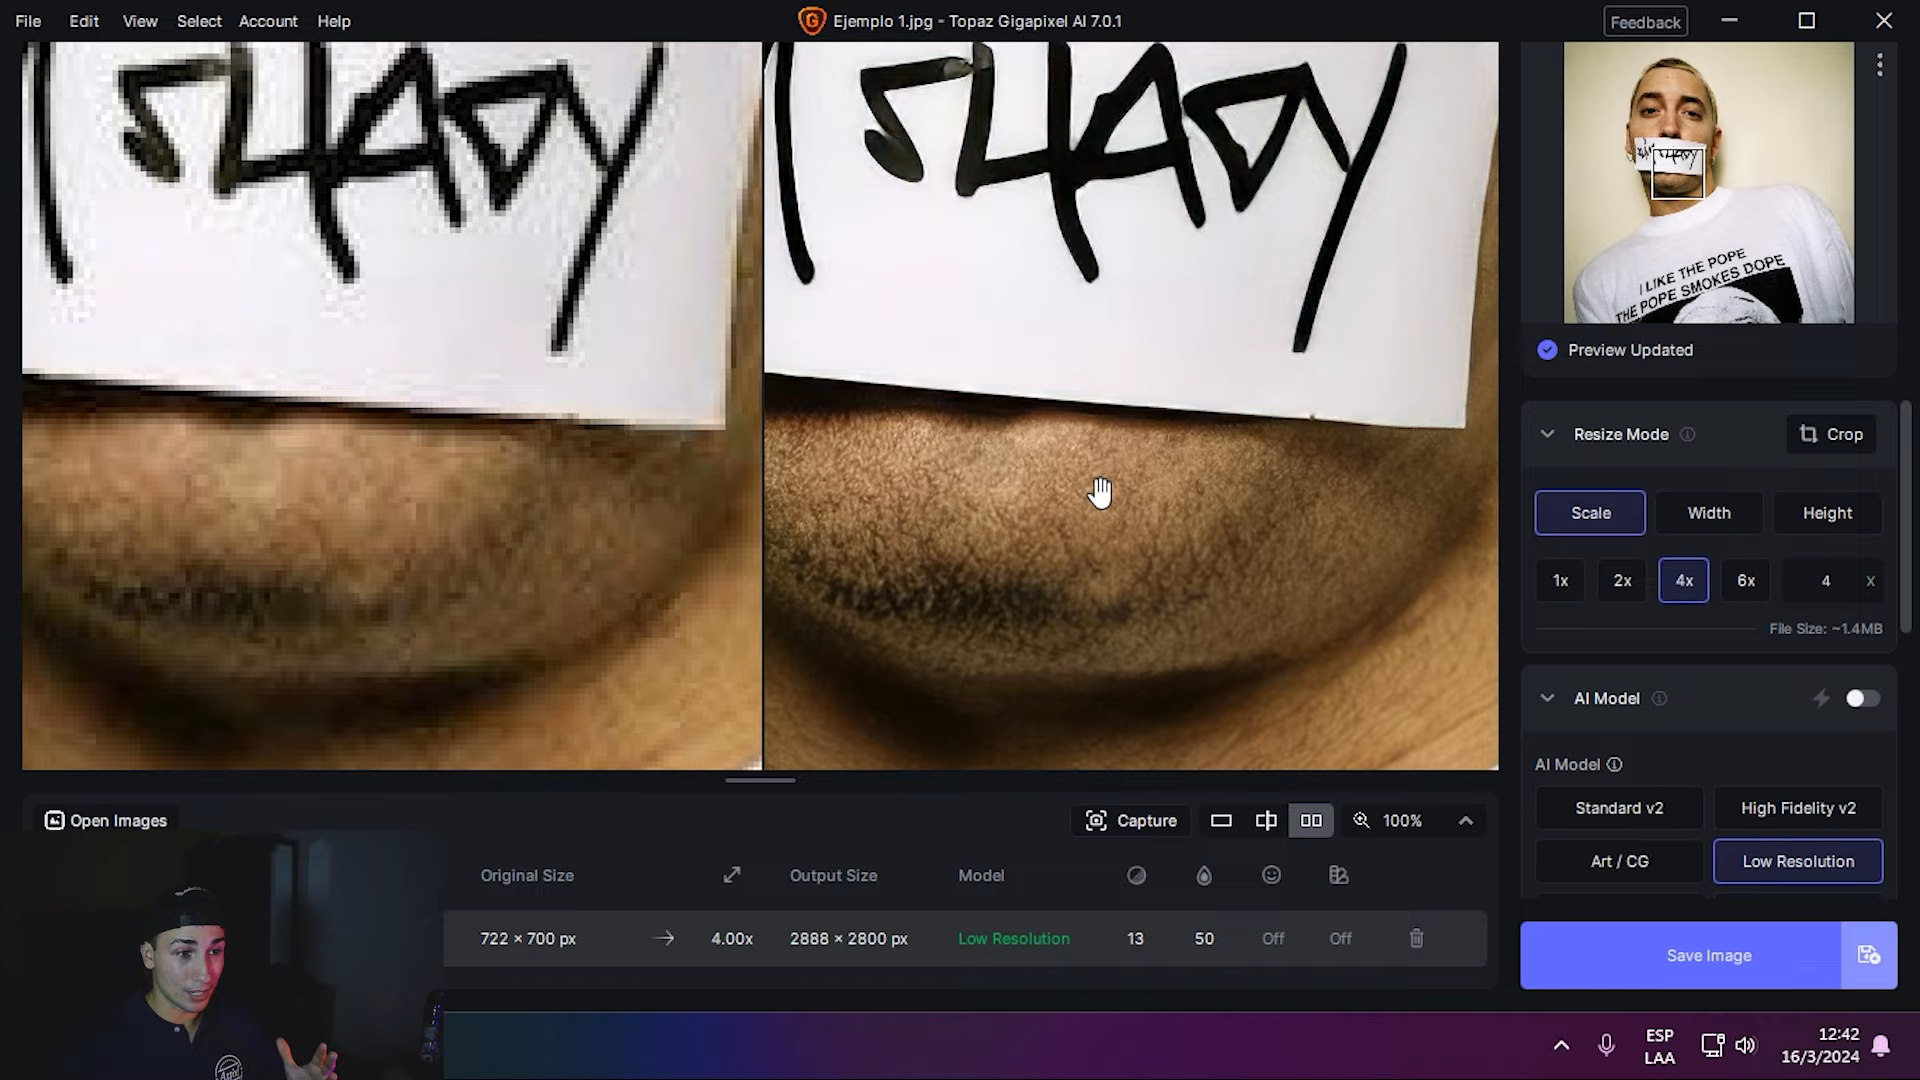 File Edit View Select Account Help
Ejemplo 1.jpg - Topaz Gigapixel AI 7.0.1
Feedback
SHADY
SHADY
SHADY
I LIKE THE POPE
THE POPE SMOKES DOPE
Preview Updated
Resize Mode
Crop
Scale Width Height
1x 2x 4x 6x 4 x
File Size: ~1.4MB
AI Model
AI Model
Standard v2 High Fidelity v2
Art / CG Low Resolution
Save Image
Open Images
Capture
100%
Original Size Output Size Model
722 × 700 px → 4.00x 2888 × 2800 px Low Resolution 13 50 Off Off
ESP
LAA
12:42
16/3/2024